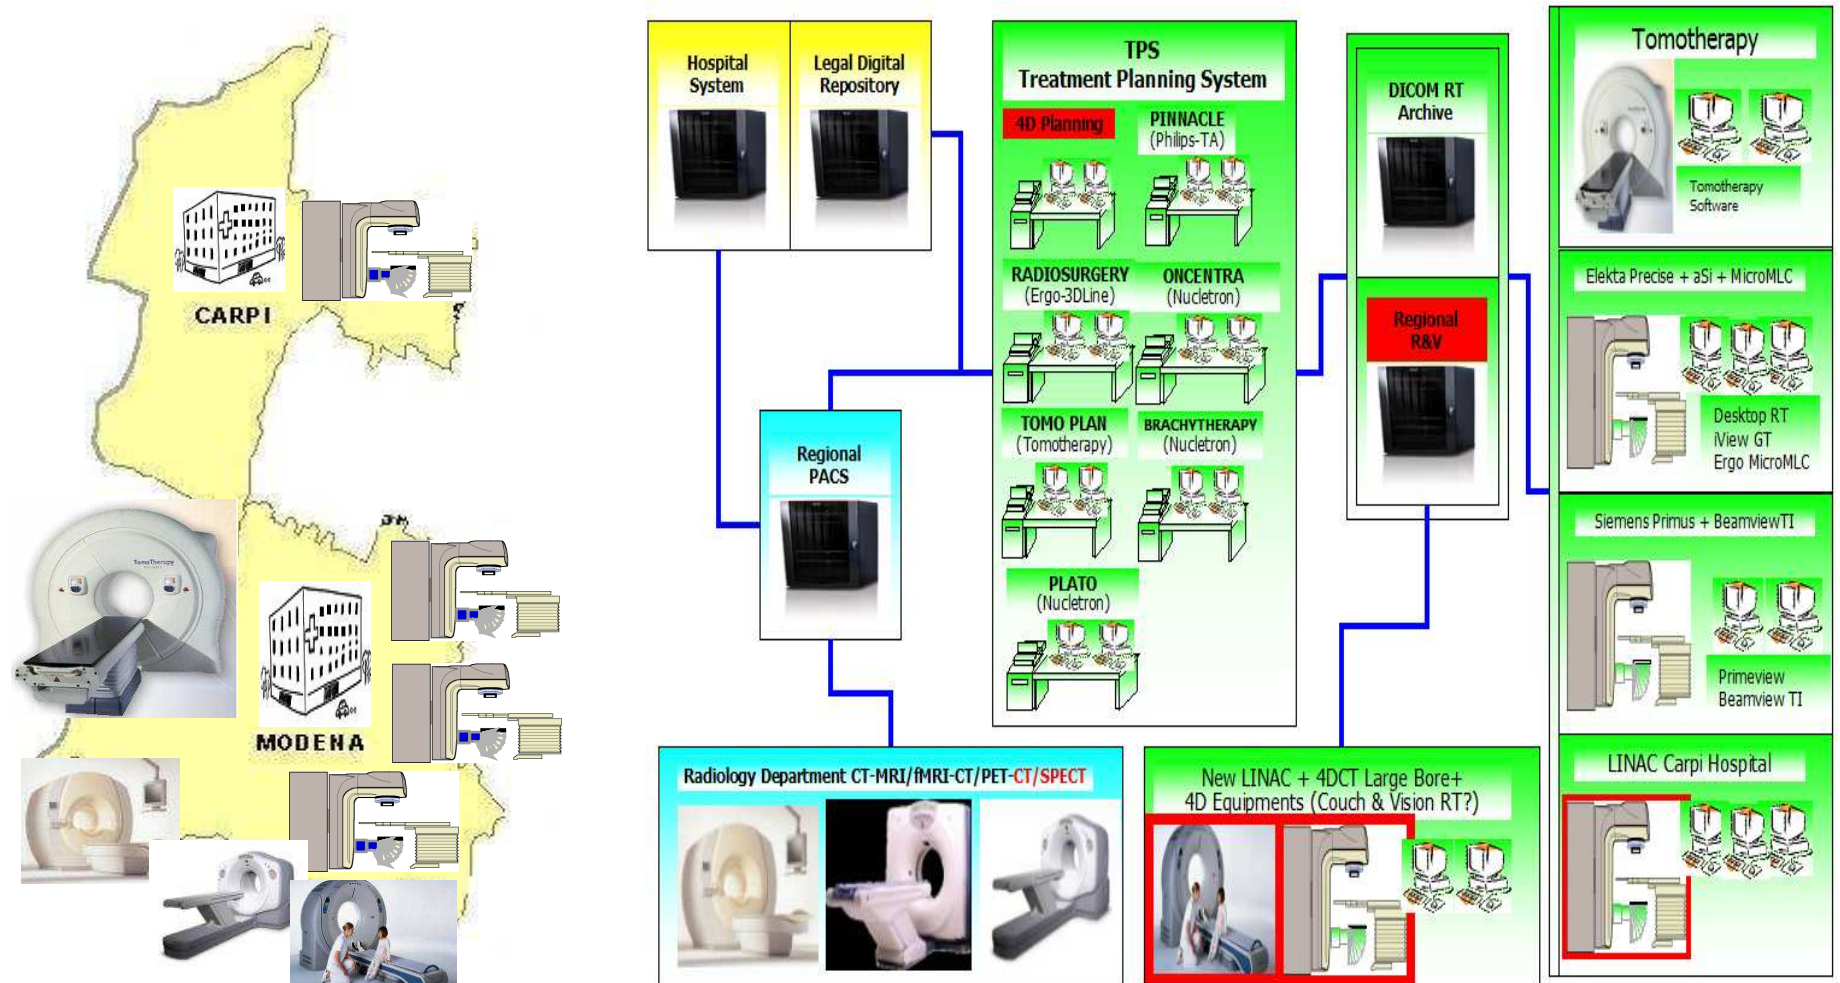 CARPI
TomoTherapy
MODENA
Hospital
System
Legal Digital
Repository
Regional
PACS
TPS
Treatment Planning System
4D Planning
PINNACLE
(Philips-TA)
RADIOSURGERY
(Ergo-3DLine)
ONCENTRA
(Nucletron)
TOMO PLAN
(Tomotherapy)
BRACHYTHERAPY
(Nucletron)
PLATO
(Nucletron)
DICOM RT
Archive
Regional
R&V
Tomotherapy
Tomotherapy
Software
Elekta Precise + aSi + MicroMLC
Desktop RT
iView GT
Ergo MicroMLC
Siemens Primus + BeamviewTI
Primeview
Beamview TI
LINAC Carpi Hospital
Radiology Department CT-MRI/fMRI-CT/PET-CT/SPECT
New LINAC + 4DCT Large Bore+
4D Equipments (Couch & Vision RT?)